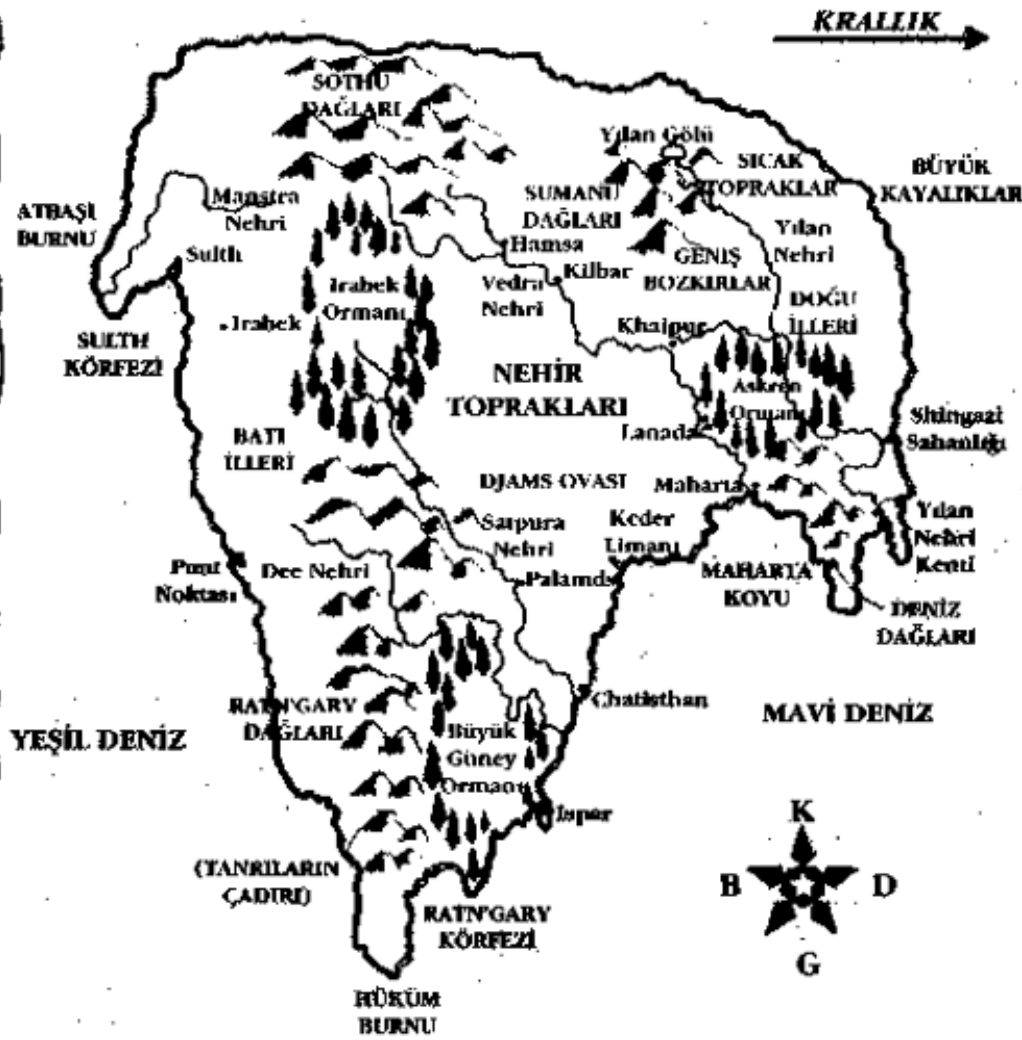 KRALLIK
SOTHU
DAĞLARI
Yılan Gölü
SICAK
TOPRAKLAR
BÜYÜK
KAYALIKLAR
SUMANU
DAĞLARI
ATBAŞI
BURNU
Manstra
Nehri
Sulth
Hamsa
Yılan
Nehri
GENİŞ
BOZKIRLAR
Kilbar
Vedra
Nehri
Irabek
Ormanı
DOĞU
İLLERİ
Irabek
Khaipur
SULTH
KÖRFEZİ
NEHİR
TOPRAKLARI
Askren
Ormanı
Lanada
Shingazi
Sahanlığı
BATI
İLLERİ
DJAMS OVASI
Maharta
Satpura
Nehri
Keder
Limanı
Yılan
Nehri
Kenti
Punt
Noktası
Dee Nehri
Palamds
MAHARTA
KOYU
DENİZ
DAĞLARI
Chatisthan
RATN'GARY
DAĞLARI
MAVİ DENİZ
YEŞİL DENİZ
Büyük
Güney
Ormanı
Ispar
K
B
D
G
(TANRILARIN
ÇADIRI)
RATN'GARY
KÖRFEZİ
HÜKÜM
BURNU